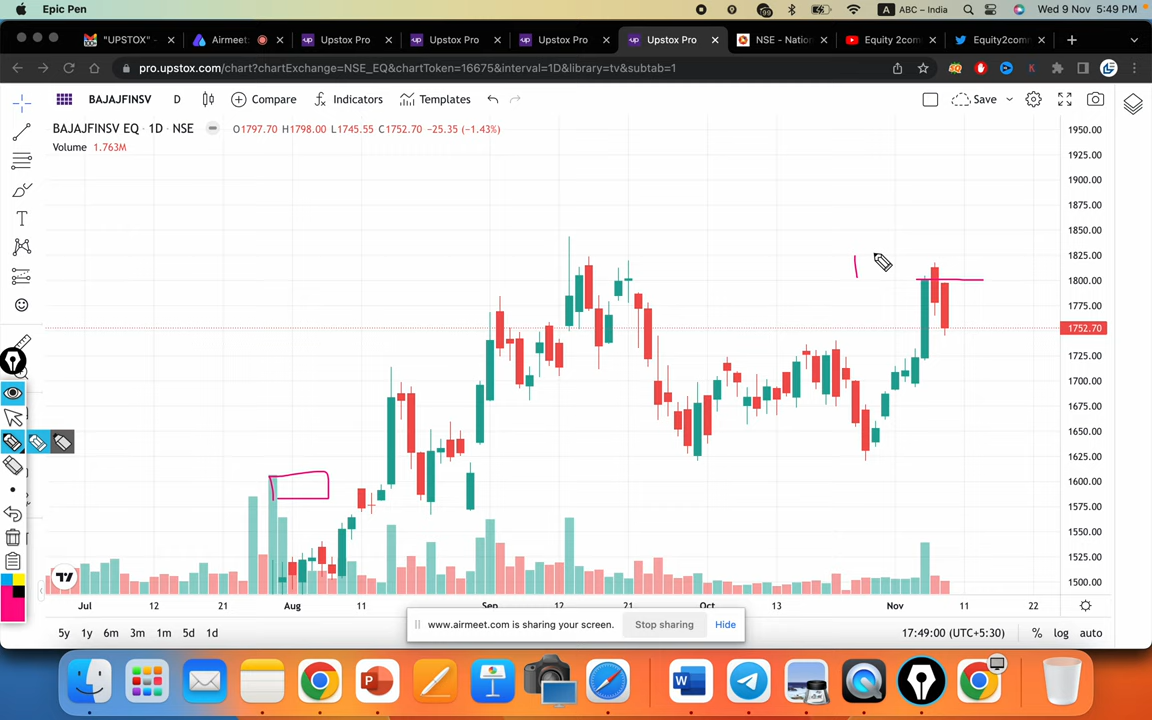 Epic Pen
ABC – India
Wed 9 Nov 5:49 PM
"UPSTOX" -
Airmeet:
Upstox Pro
Upstox Pro
Upstox Pro
Upstox Pro
NSE - Nation
Equity 2com
Equity2com
pro.upstox.com/chart?chartExchange=NSE_EQ&chartToken=16675&interval=1D&library=tv&subtab=1
BAJAJFINSV D Compare Indicators Templates Save
BAJAJFINSV EQ · 1D · NSE O1797.70 H1798.00 L1745.55 C1752.70 −25.35 (−1.43%)
Volume 1.763M
1950.00
1925.00
1900.00
1875.00
1850.00
1825.00
1800.00
1775.00
1752.70
1725.00
1700.00
1675.00
1650.00
1625.00
1600.00
1575.00
1550.00
1525.00
1500.00
Jul 12 21 Aug 11 Sep 12 21 Oct 13 Nov 11 22
www.airmeet.com is sharing your screen. Stop sharing Hide
5y 1y 6m 3m 1m 5d 1d 17:49:00 (UTC+5:30) % log auto